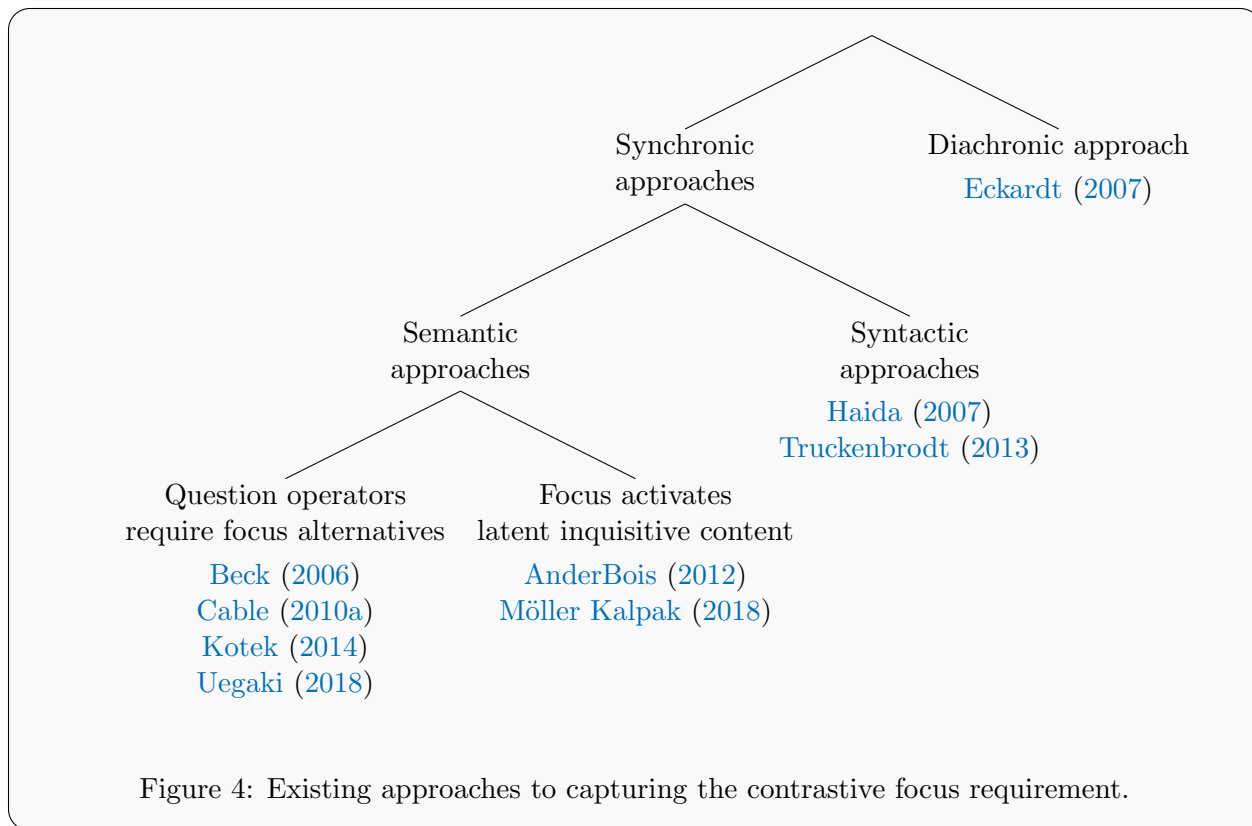 Synchronic
approaches
Diachronic approach
Eckardt (2007)
Semantic
approaches
Syntactic
approaches
Haida (2007)
Truckenbrodt (2013)
Question operators
require focus alternatives
Beck (2006)
Cable (2010a)
Kotek (2014)
Uegaki (2018)
Focus activates
latent inquisitive content
AnderBois (2012)
Möller Kalpak (2018)
Figure 4: Existing approaches to capturing the contrastive focus requirement.